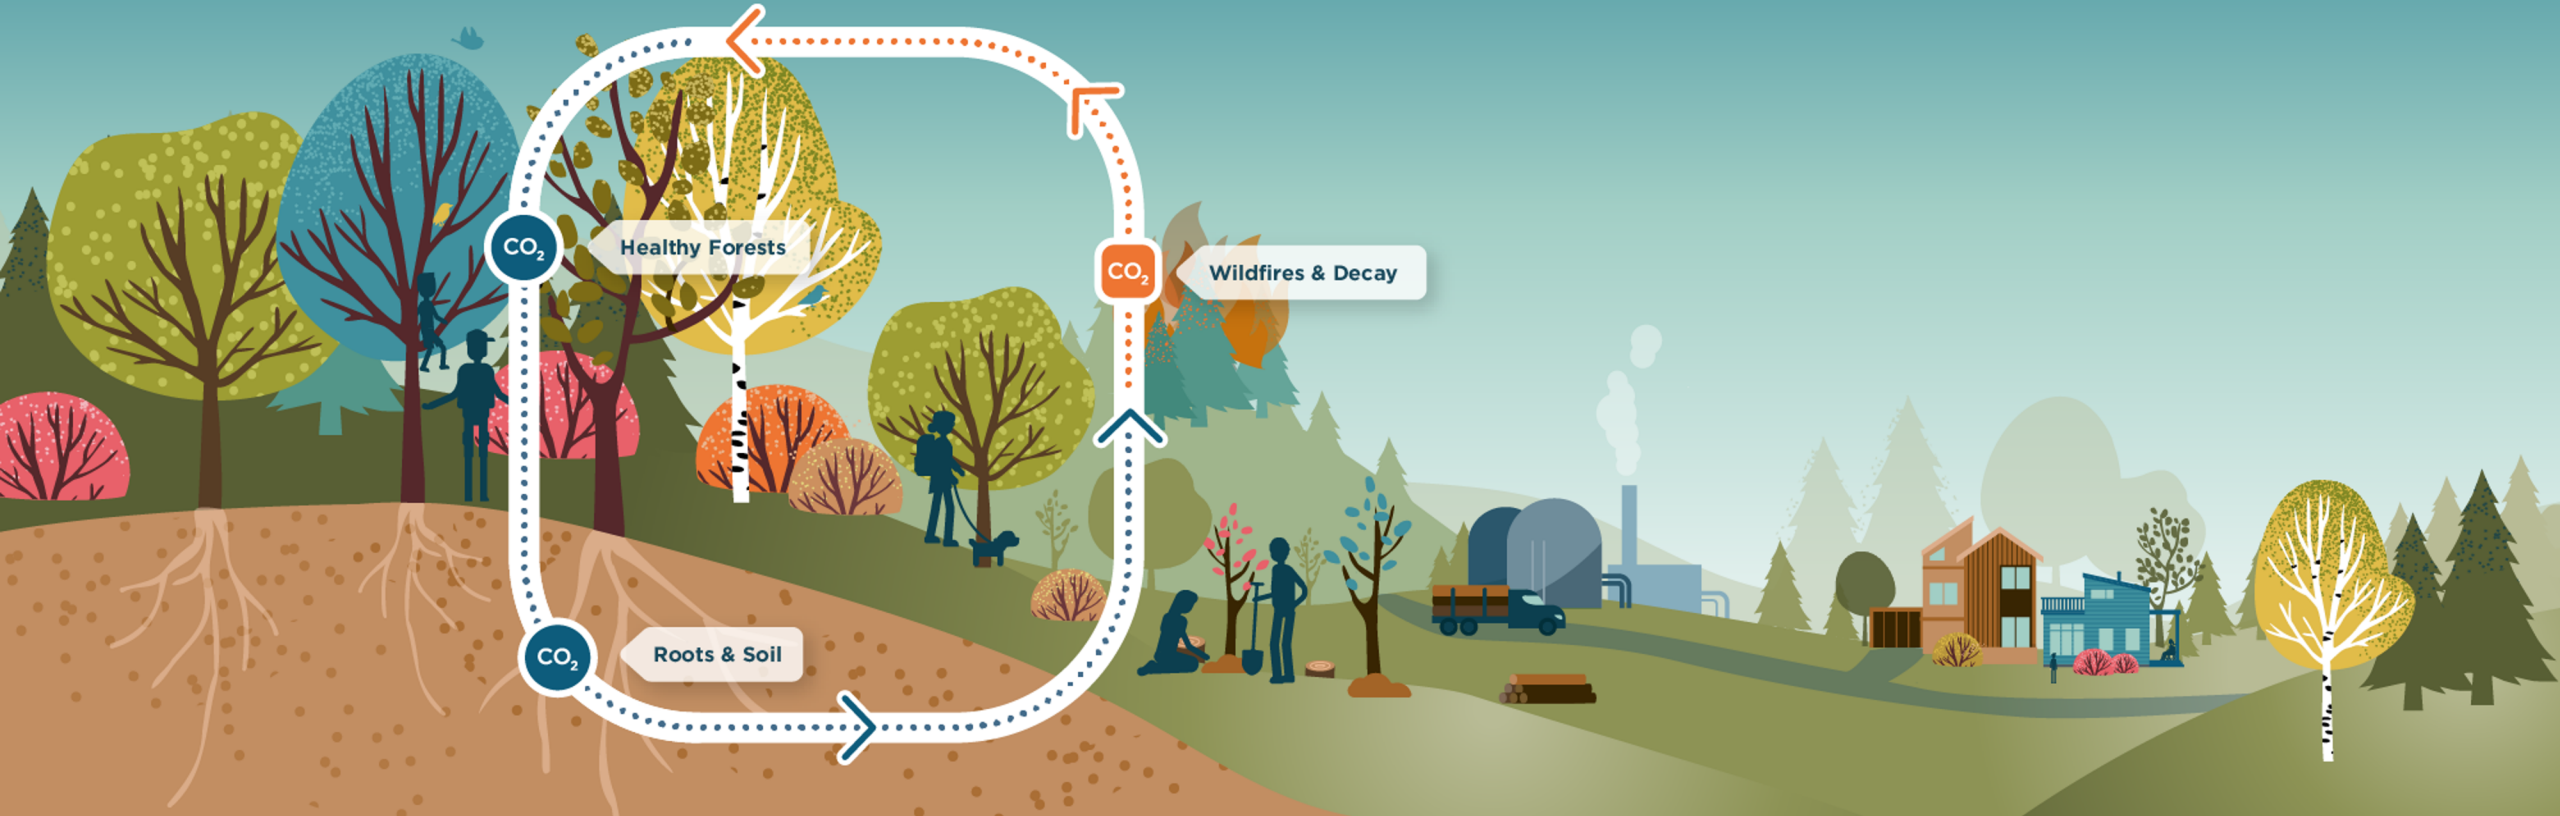 CO₂
Healthy Forests
CO₂
Wildfires & Decay
CO₂
Roots & Soil